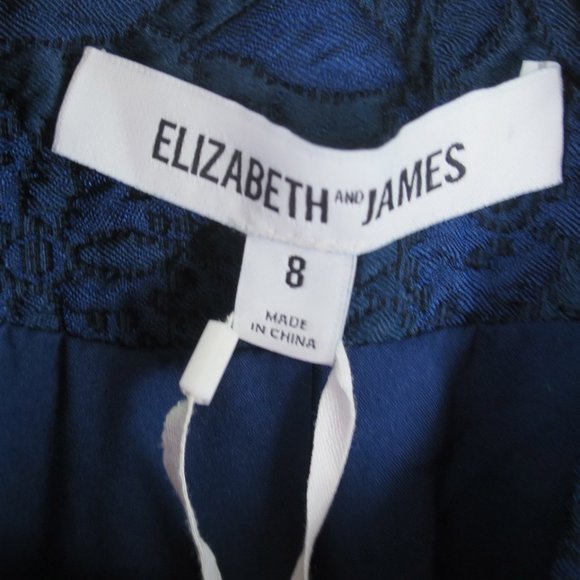 ELIZABETH AND JAMES
8
MADE
IN CHINA